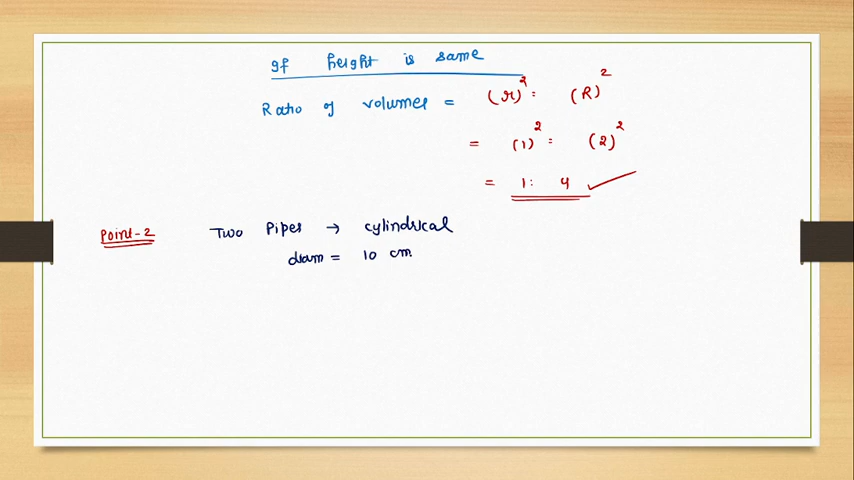 If height is same
Ratio of volumes = (r)² : (R)²
= (1)² : (2)²
= 1 : 4
Point-2 Two Pipes → cylindrical
diam = 10 cm